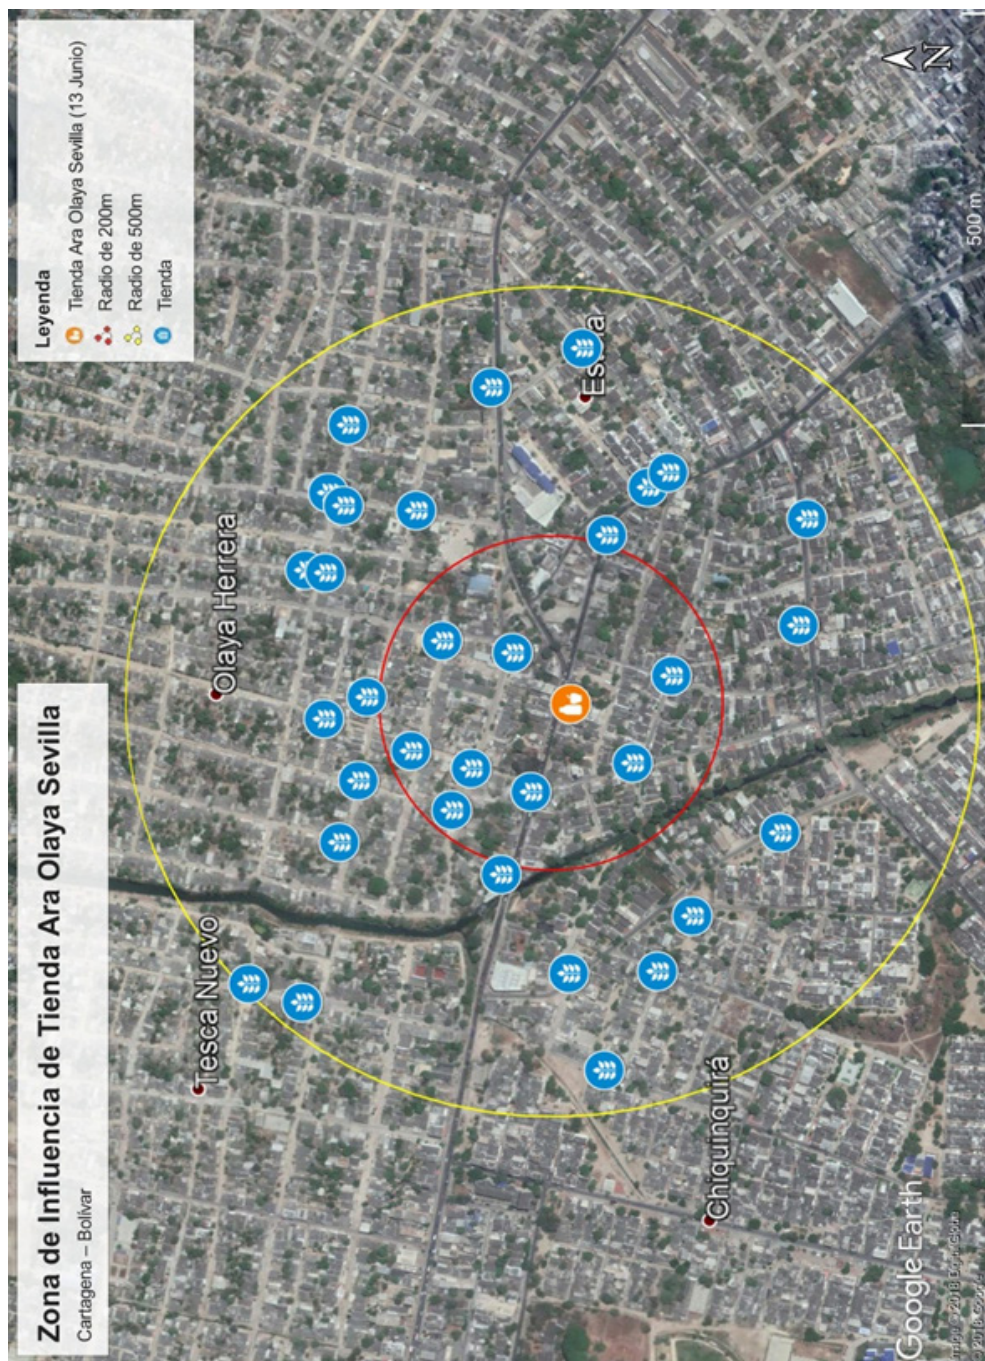 Zona de Influencia de Tienda Ara Olaya Sevilla
Cartagena – Bolívar
Leyenda
Tienda Ara Olaya Sevilla (13 Junio)
Radio de 200m
Radio de 500m
Tienda
Tesca Nuevo
Olaya Herrera
Chiquinquirá
N
Google Earth
500 m